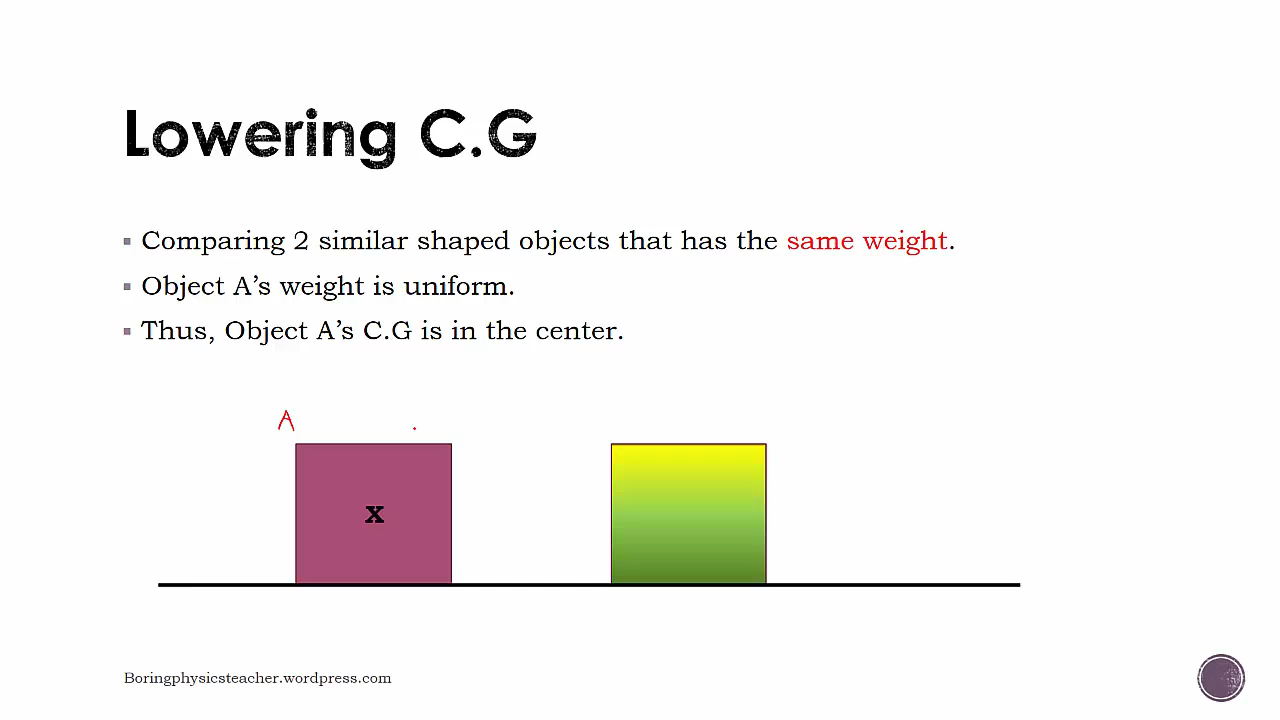 Lowering C.G
Comparing 2 similar shaped objects that has the same weight.
Object A's weight is uniform.
Thus, Object A's C.G is in the center.
A
x
Boringphysicsteacher.wordpress.com